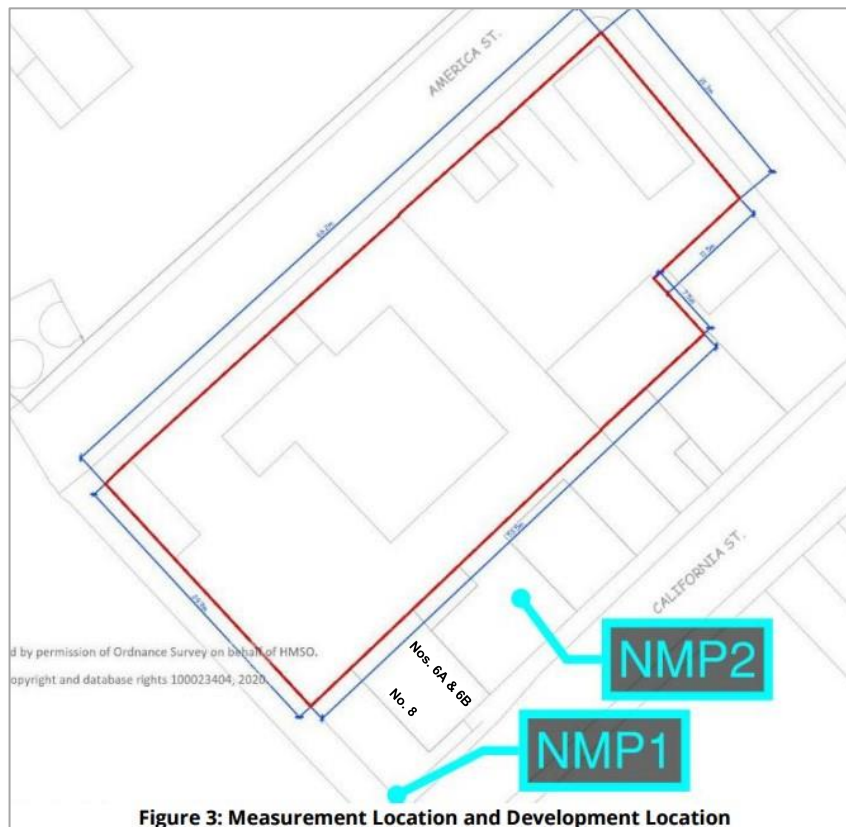 AMERICA ST.
CALIFORNIA ST.
d by permission of Ordnance Survey on behalf of HMSO.
opyright and database rights 100023404, 2020.
Nos. 6A & 6B
No. 8
NMP2
NMP1
Figure 3: Measurement Location and Development Location